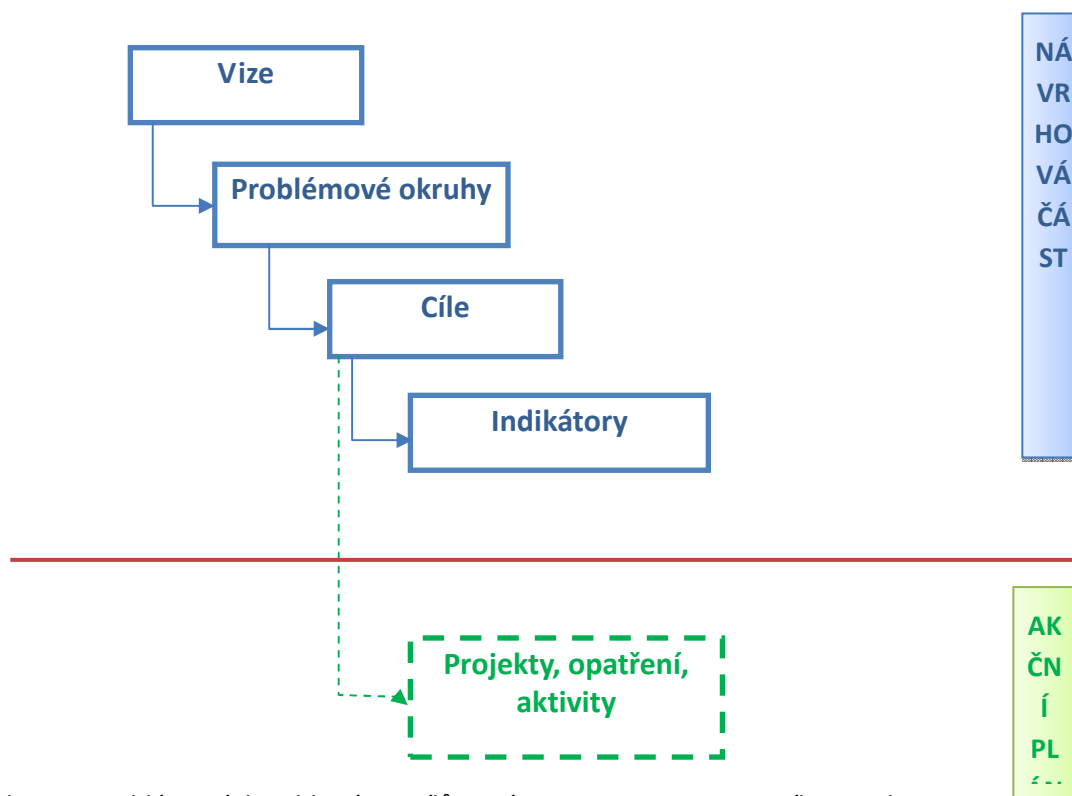 Vize
Problémové okruhy
Cíle
Indikátory
NÁ
VR
HO
VÁ
ČÁ
ST
Projekty, opatření,
aktivity
AK
ČN
Í
PL